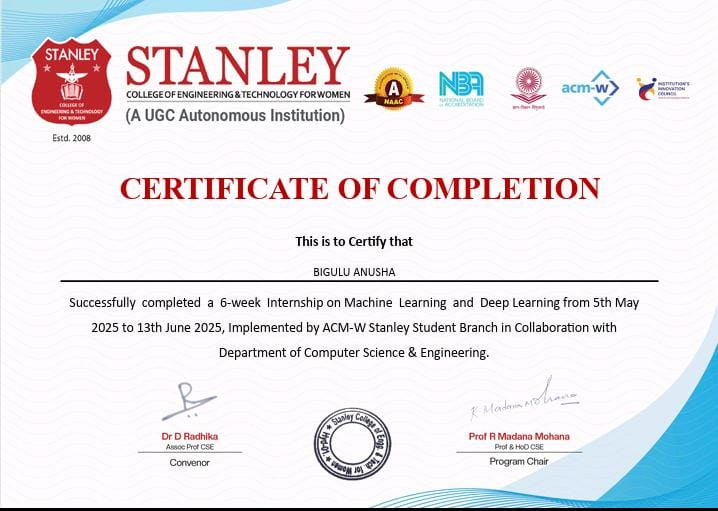 STANLEY
COLLEGE OF
ENGINEERING & TECHNOLOGY
FOR WOMEN
Estd. 2008
STANLEY
COLLEGE OF ENGINEERING & TECHNOLOGY FOR WOMEN
(A UGC Autonomous Institution)
A
NAAC
NBA
NATIONAL BOARD
of ACCREDITATION
acm-w
INSTITUTION'S
INNOVATION
COUNCIL
CERTIFICATE OF COMPLETION
This is to Certify that
BIGULU ANUSHA
Successfully completed a 6-week Internship on Machine Learning and Deep Learning from 5th May
2025 to 13th June 2025, Implemented by ACM-W Stanley Student Branch in Collaboration with
Department of Computer Science & Engineering.
R Madana Mohana
Dr D Radhika
Assoc Prof CSE
Convenor
Stanley College of Engg & Tech. for Women
Hyd-01.
Prof R Madana Mohana
Prof & HoD CSE
Program Chair